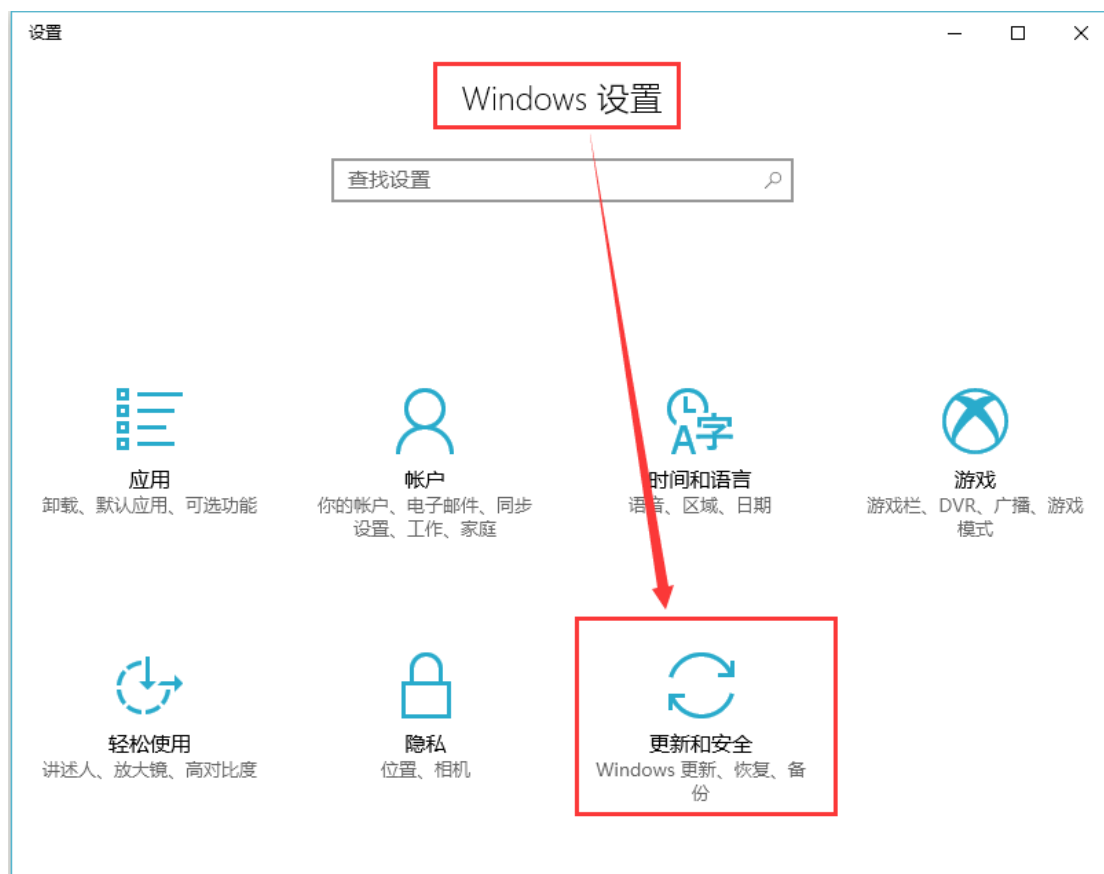 设置
Windows 设置
查找设置
应用
卸载、默认应用、可选功能
帐户
你的帐户、电子邮件、同步
设置、工作、家庭
时间和语言
语音、区域、日期
游戏
游戏栏、DVR、广播、游戏
模式
轻松使用
讲述人、放大镜、高对比度
隐私
位置、相机
更新和安全
Windows 更新、恢复、备
份